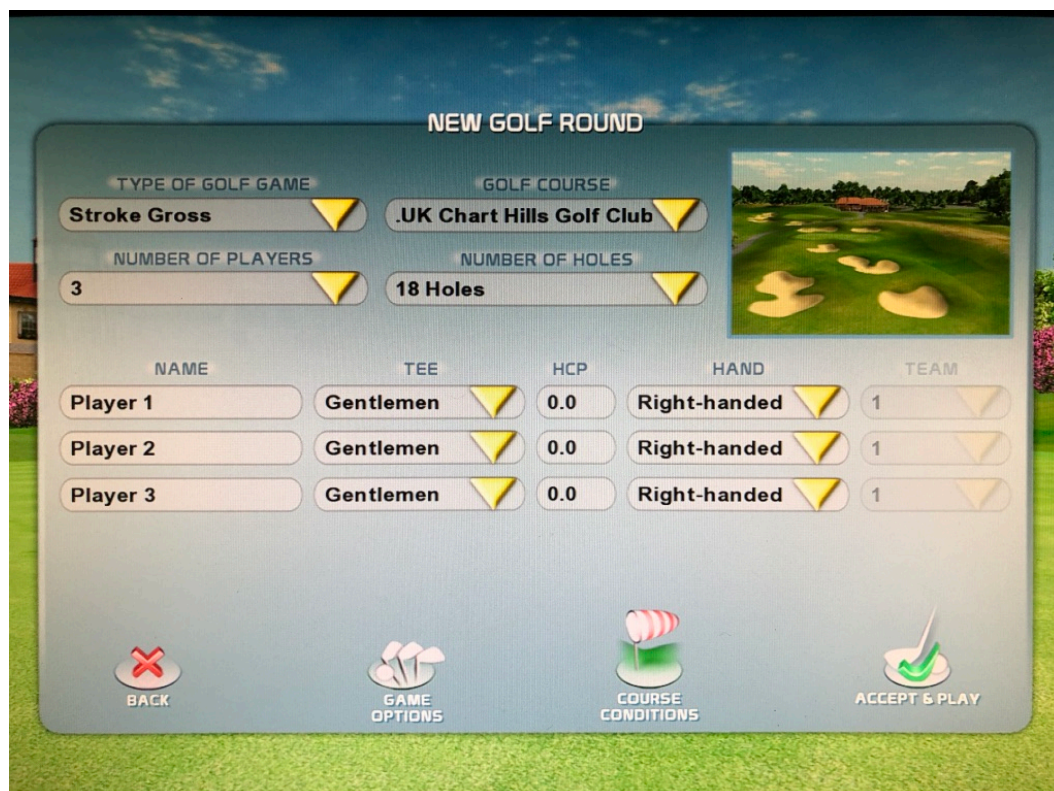 NEW GOLF ROUND
TYPE OF GOLF GAME
GOLF COURSE
Stroke Gross
.UK Chart Hills Golf Club
NUMBER OF PLAYERS
NUMBER OF HOLES
3
18 Holes
NAME TEE HCP HAND TEAM
Player 1 Gentlemen 0.0 Right-handed 1
Player 2 Gentlemen 0.0 Right-handed 1
Player 3 Gentlemen 0.0 Right-handed 1
BACK
GAME
OPTIONS
COURSE
CONDITIONS
ACCEPT & PLAY